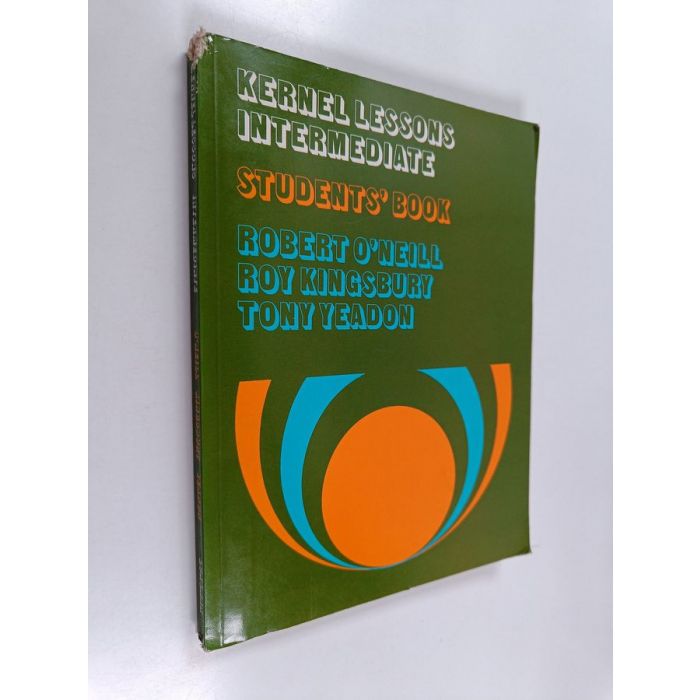 KERNEL LESSONS
INTERMEDIATE
STUDENTS' BOOK
ROBERT O'NEILL
ROY KINGSBURY
TONY YEADON